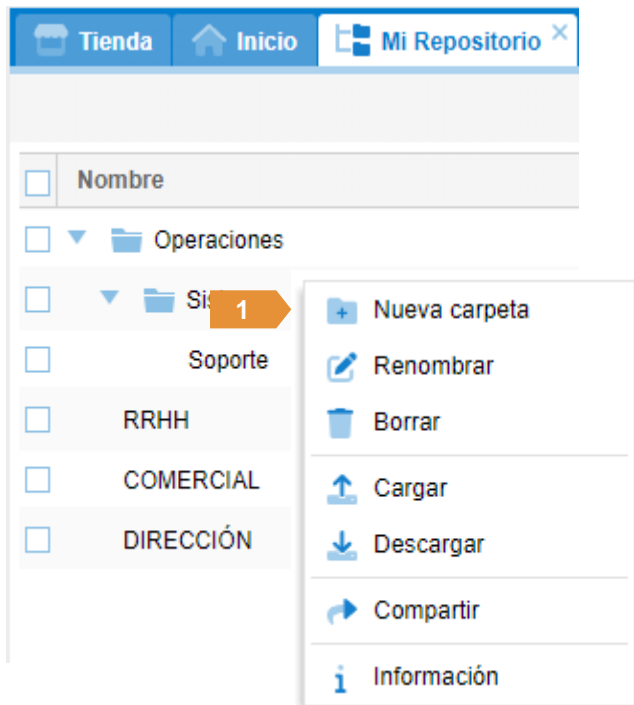 Tienda Inicio Mi Repositorio
Nombre
Operaciones
1 Nueva carpeta
Soporte Renombrar
RRHH Borrar
COMERCIAL Cargar
DIRECCIÓN Descargar
Compartir
Información